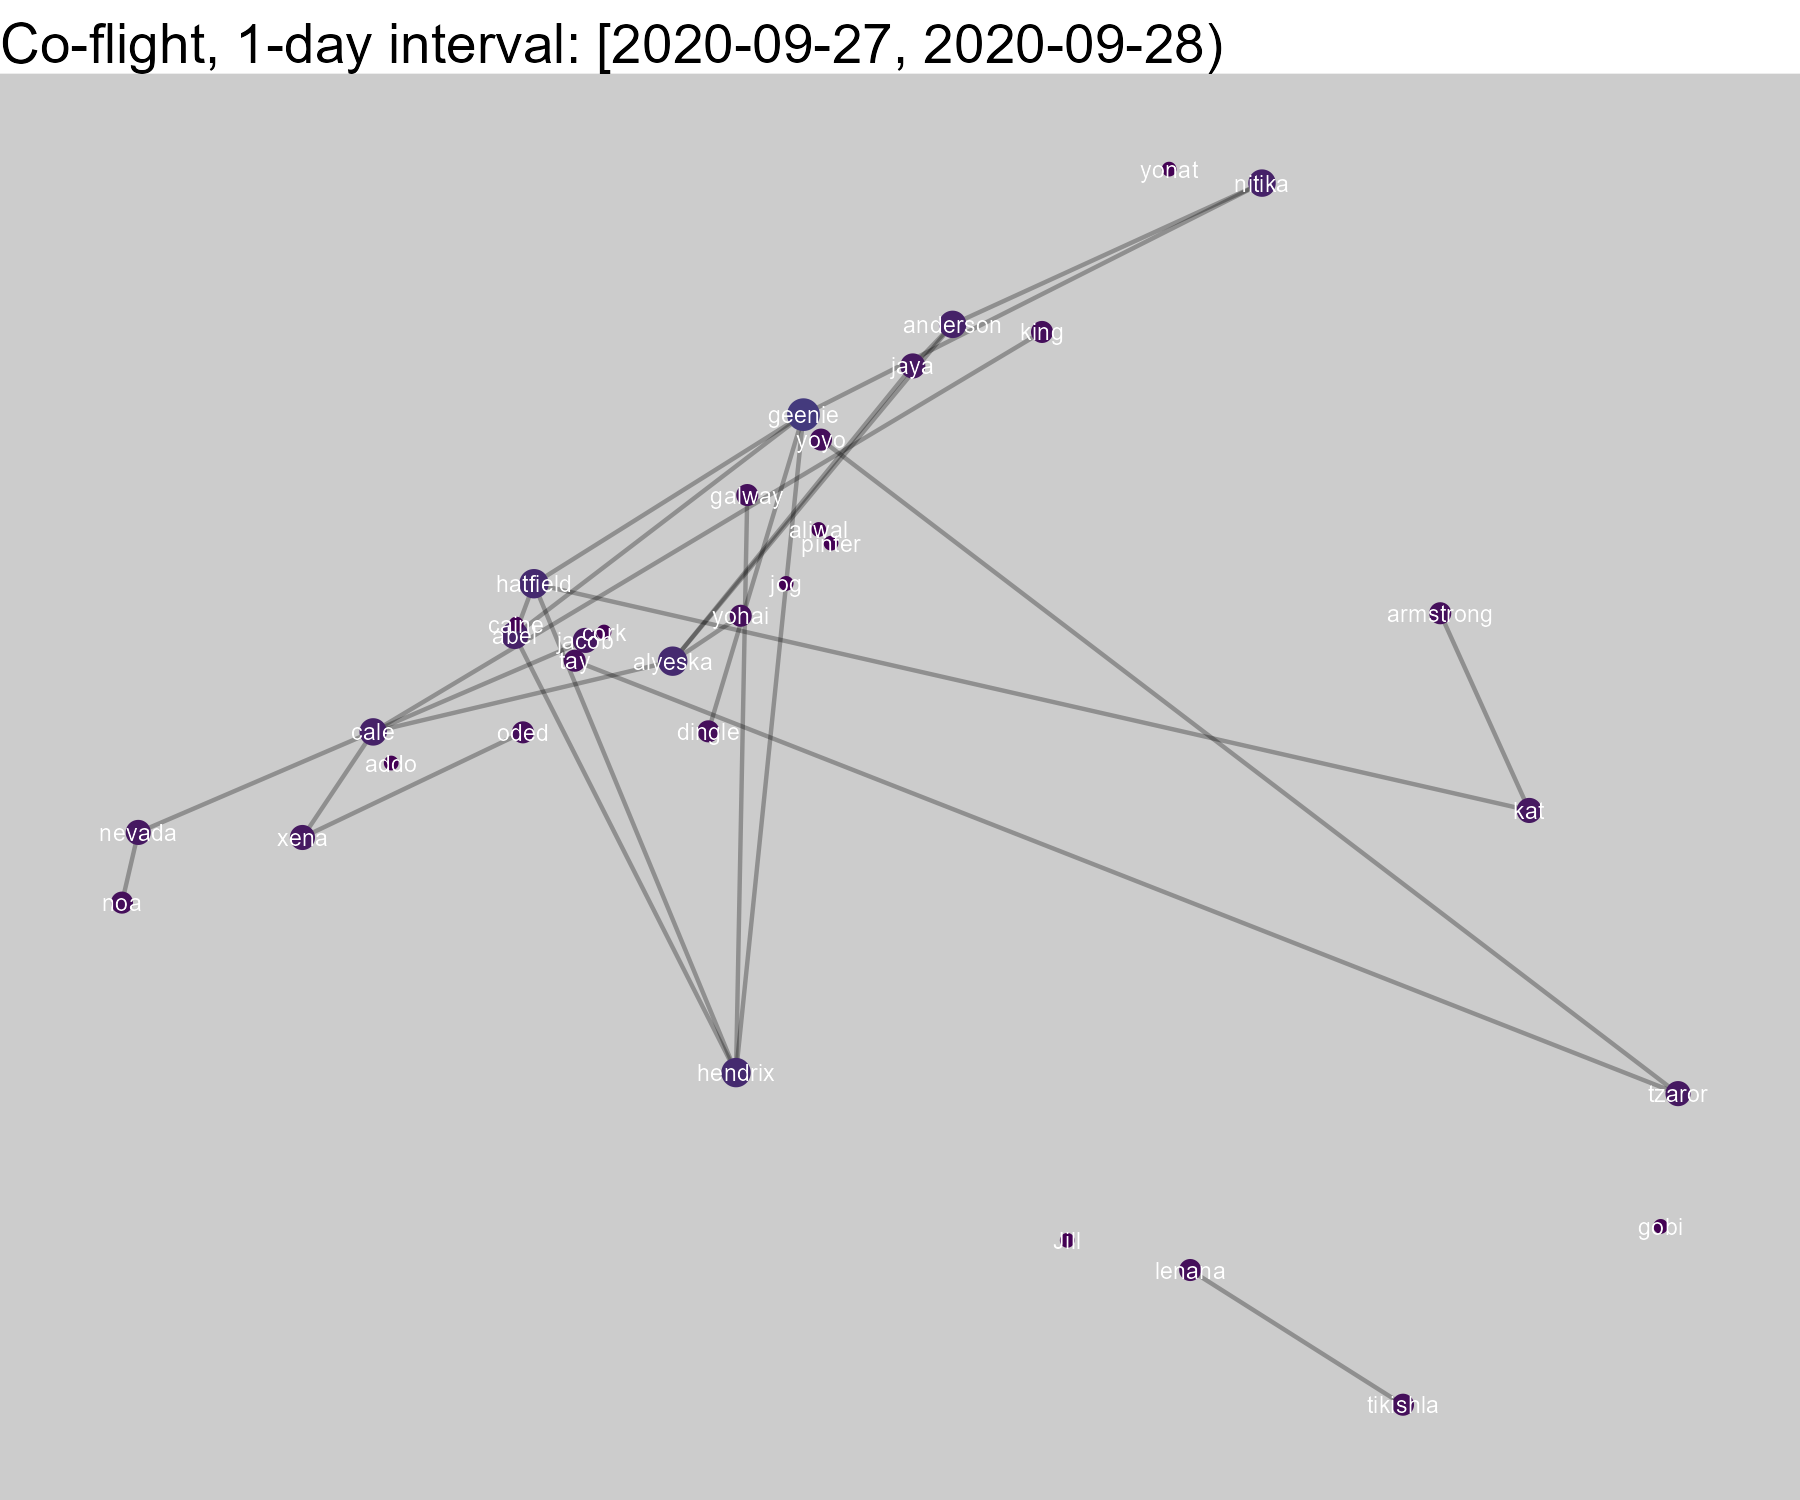 Co-flight, 1-day interval: [2020-09-27, 2020-09-28)
yonat
nitika
anderson
king
jaya
geenie
yoyo
galway
aliwal
pinter
hatfield
jog
armstrong
yohai
caine
abel
cork
jacob
tay
alyeska
cale
oded
dingle
addo
kat
nevada
xena
noa
hendrix
tzaror
gobi
Jill
lenana
tikishla